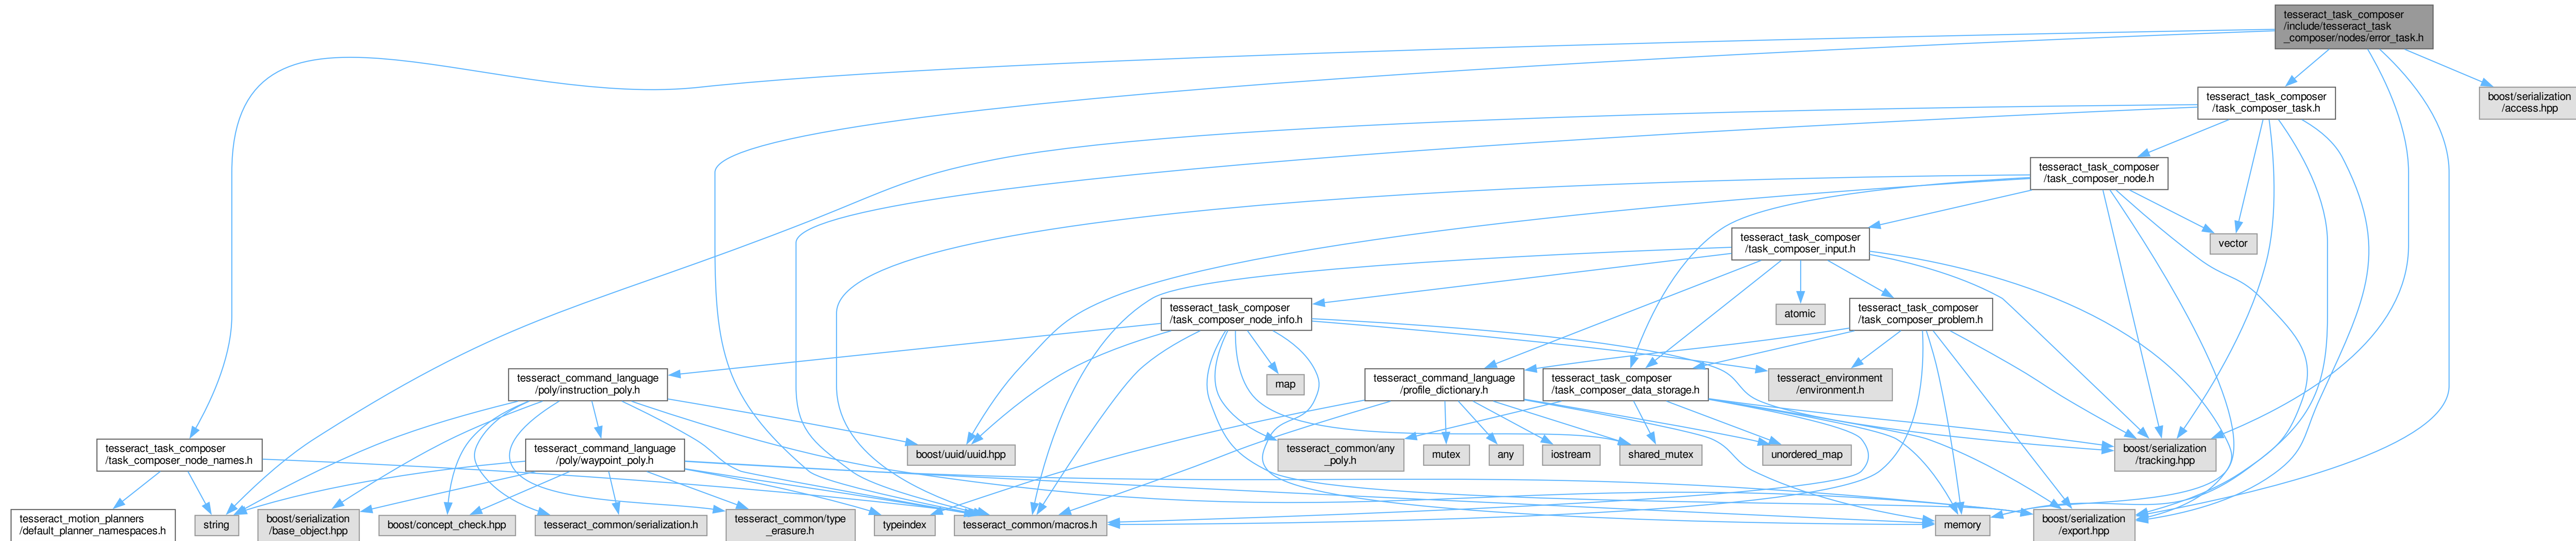 tesseract_task_composer
/include/tesseract_task
_composer/nodes/error_task.h
tesseract_task_composer
/task_composer_task.h
boost/serialization
/access.hpp
tesseract_task_composer
/task_composer_node.h
tesseract_task_composer
/task_composer_input.h
vector
tesseract_task_composer
/task_composer_node_info.h
atomic
tesseract_task_composer
/task_composer_problem.h
tesseract_command_language
/poly/instruction_poly.h
map
tesseract_command_language
/profile_dictionary.h
tesseract_task_composer
/task_composer_data_storage.h
tesseract_environment
/environment.h
tesseract_task_composer
/task_composer_node_names.h
tesseract_command_language
/poly/waypoint_poly.h
boost/uuid/uuid.hpp
tesseract_common/any
_poly.h
mutex
any
iostream
shared_mutex
unordered_map
boost/serialization
/tracking.hpp
tesseract_motion_planners
/default_planner_namespaces.h
string
boost/serialization
/base_object.hpp
boost/concept_check.hpp
tesseract_common/serialization.h
tesseract_common/type
_erasure.h
typeindex
tesseract_common/macros.h
memory
boost/serialization
/export.hpp